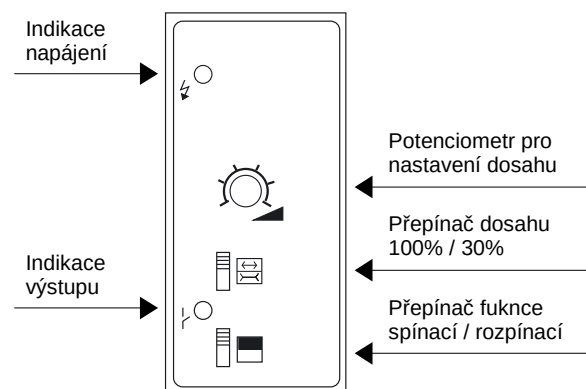 Indikace
napájení
Potenciometr pro
nastavení dosahu
Přepínač dosahu
100% / 30%
Indikace
výstupu
Přepínač fuknce
spínací / rozpínací